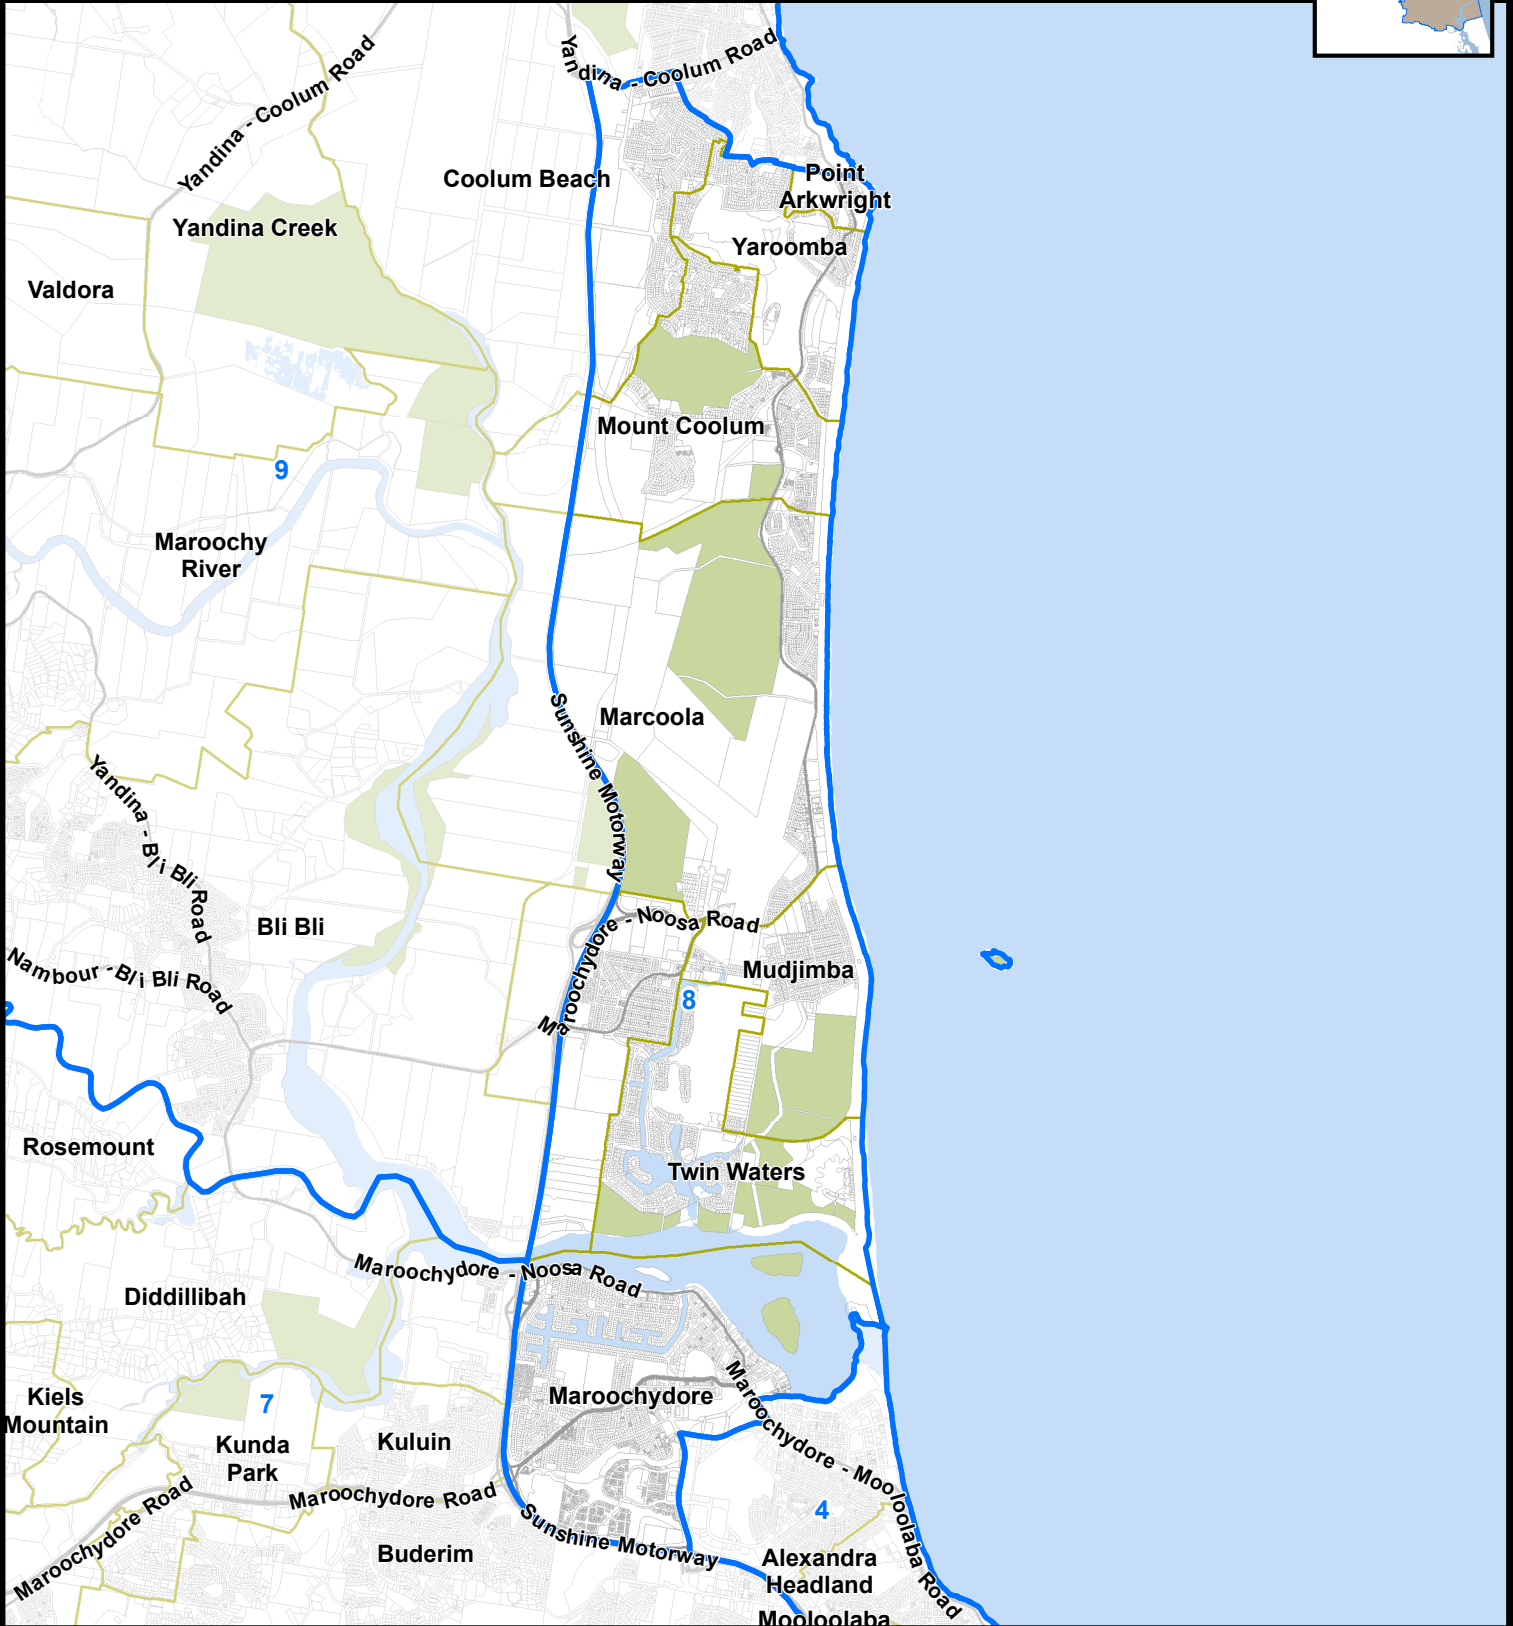 Yandina - Coolum Road
Yandina - Coolum Road
Coolum Beach
Point
Arkwright
Yandina Creek
Yaroomba
Valdora
Mount Coolum
9
Maroochy
River
Sunshine Motorway
Marcoola
Yandina - Bli Bli Road
Bli Bli
Maroochydore - Noosa Road
Nambour - Bli Bli Road
Mudjimba
8
Rosemount
Twin Waters
Maroochydore - Noosa Road
Diddillibah
Kiels
Mountain
7
Maroochydore
Maroochydore - Mooloolaba Road
Kunda
Park
Kuluin
Maroochydore Road
Maroochydore Road
4
Sunshine Motorway
Buderim
Alexandra
Headland
Mooloolaba